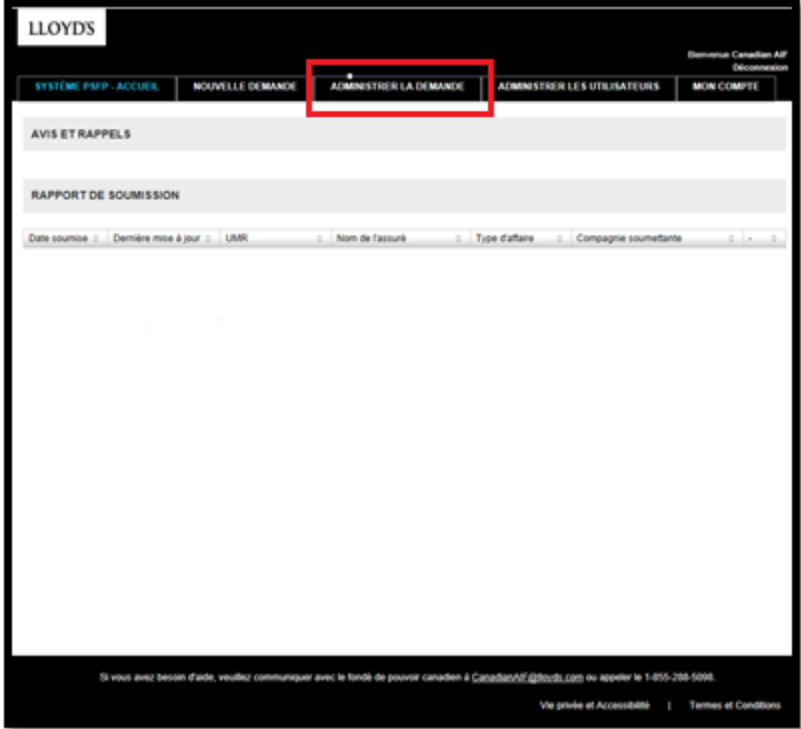 LLOYD'S
Bienvenue Canadian AIF
Déconnexion
SYSTÈME PSFP - ACCUEIL NOUVELLE DEMANDE ADMINISTRER LA DEMANDE ADMINISTRER LES UTILISATEURS MON COMPTE
AVIS ET RAPPELS
RAPPORT DE SOUMISSION
Date soumise Dernière mise à jour UMR Nom de l'assuré Type d'affaire Compagnie soumettante -
Si vous avez besoin d'aide, veuillez communiquer avec le fondé de pouvoir canadien à CanadianAIF@lloyds.com ou appeler le 1-855-288-5098.
Vie privée et Accessibilité | Termes et Conditions